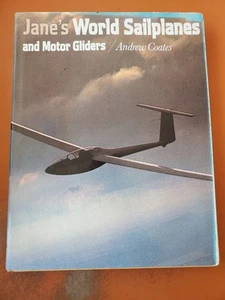 Jane's World Sailplanes
and Motor Gliders Andrew Coates